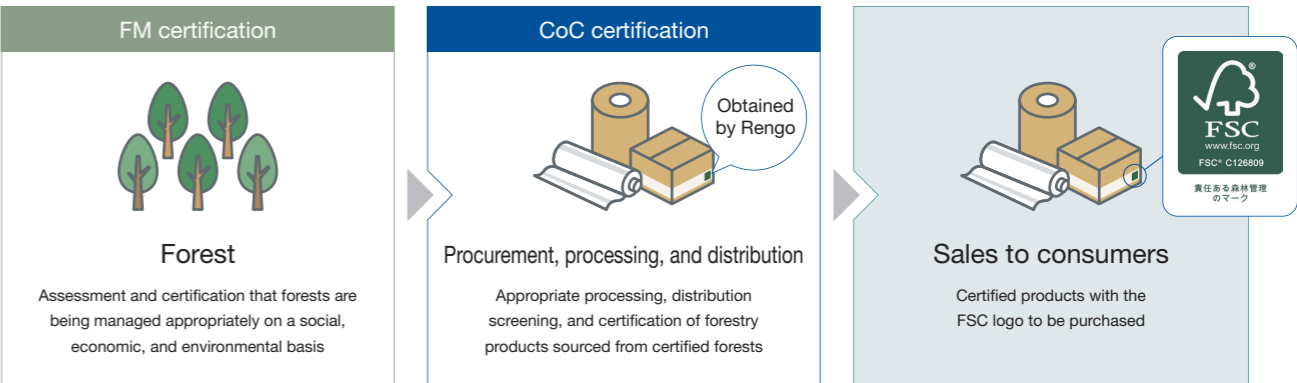 FM certification
Forest
Assessment and certification that forests are
being managed appropriately on a social,
economic, and environmental basis
CoC certification
Obtained
by Rengo
Procurement, processing, and distribution
Appropriate processing, distribution
screening, and certification of forestry
products sourced from certified forests
®
FSC
www.fsc.org
FSC® C126809
責任ある森林管理
のマーク
Sales to consumers
Certified products with the
FSC logo to be purchased